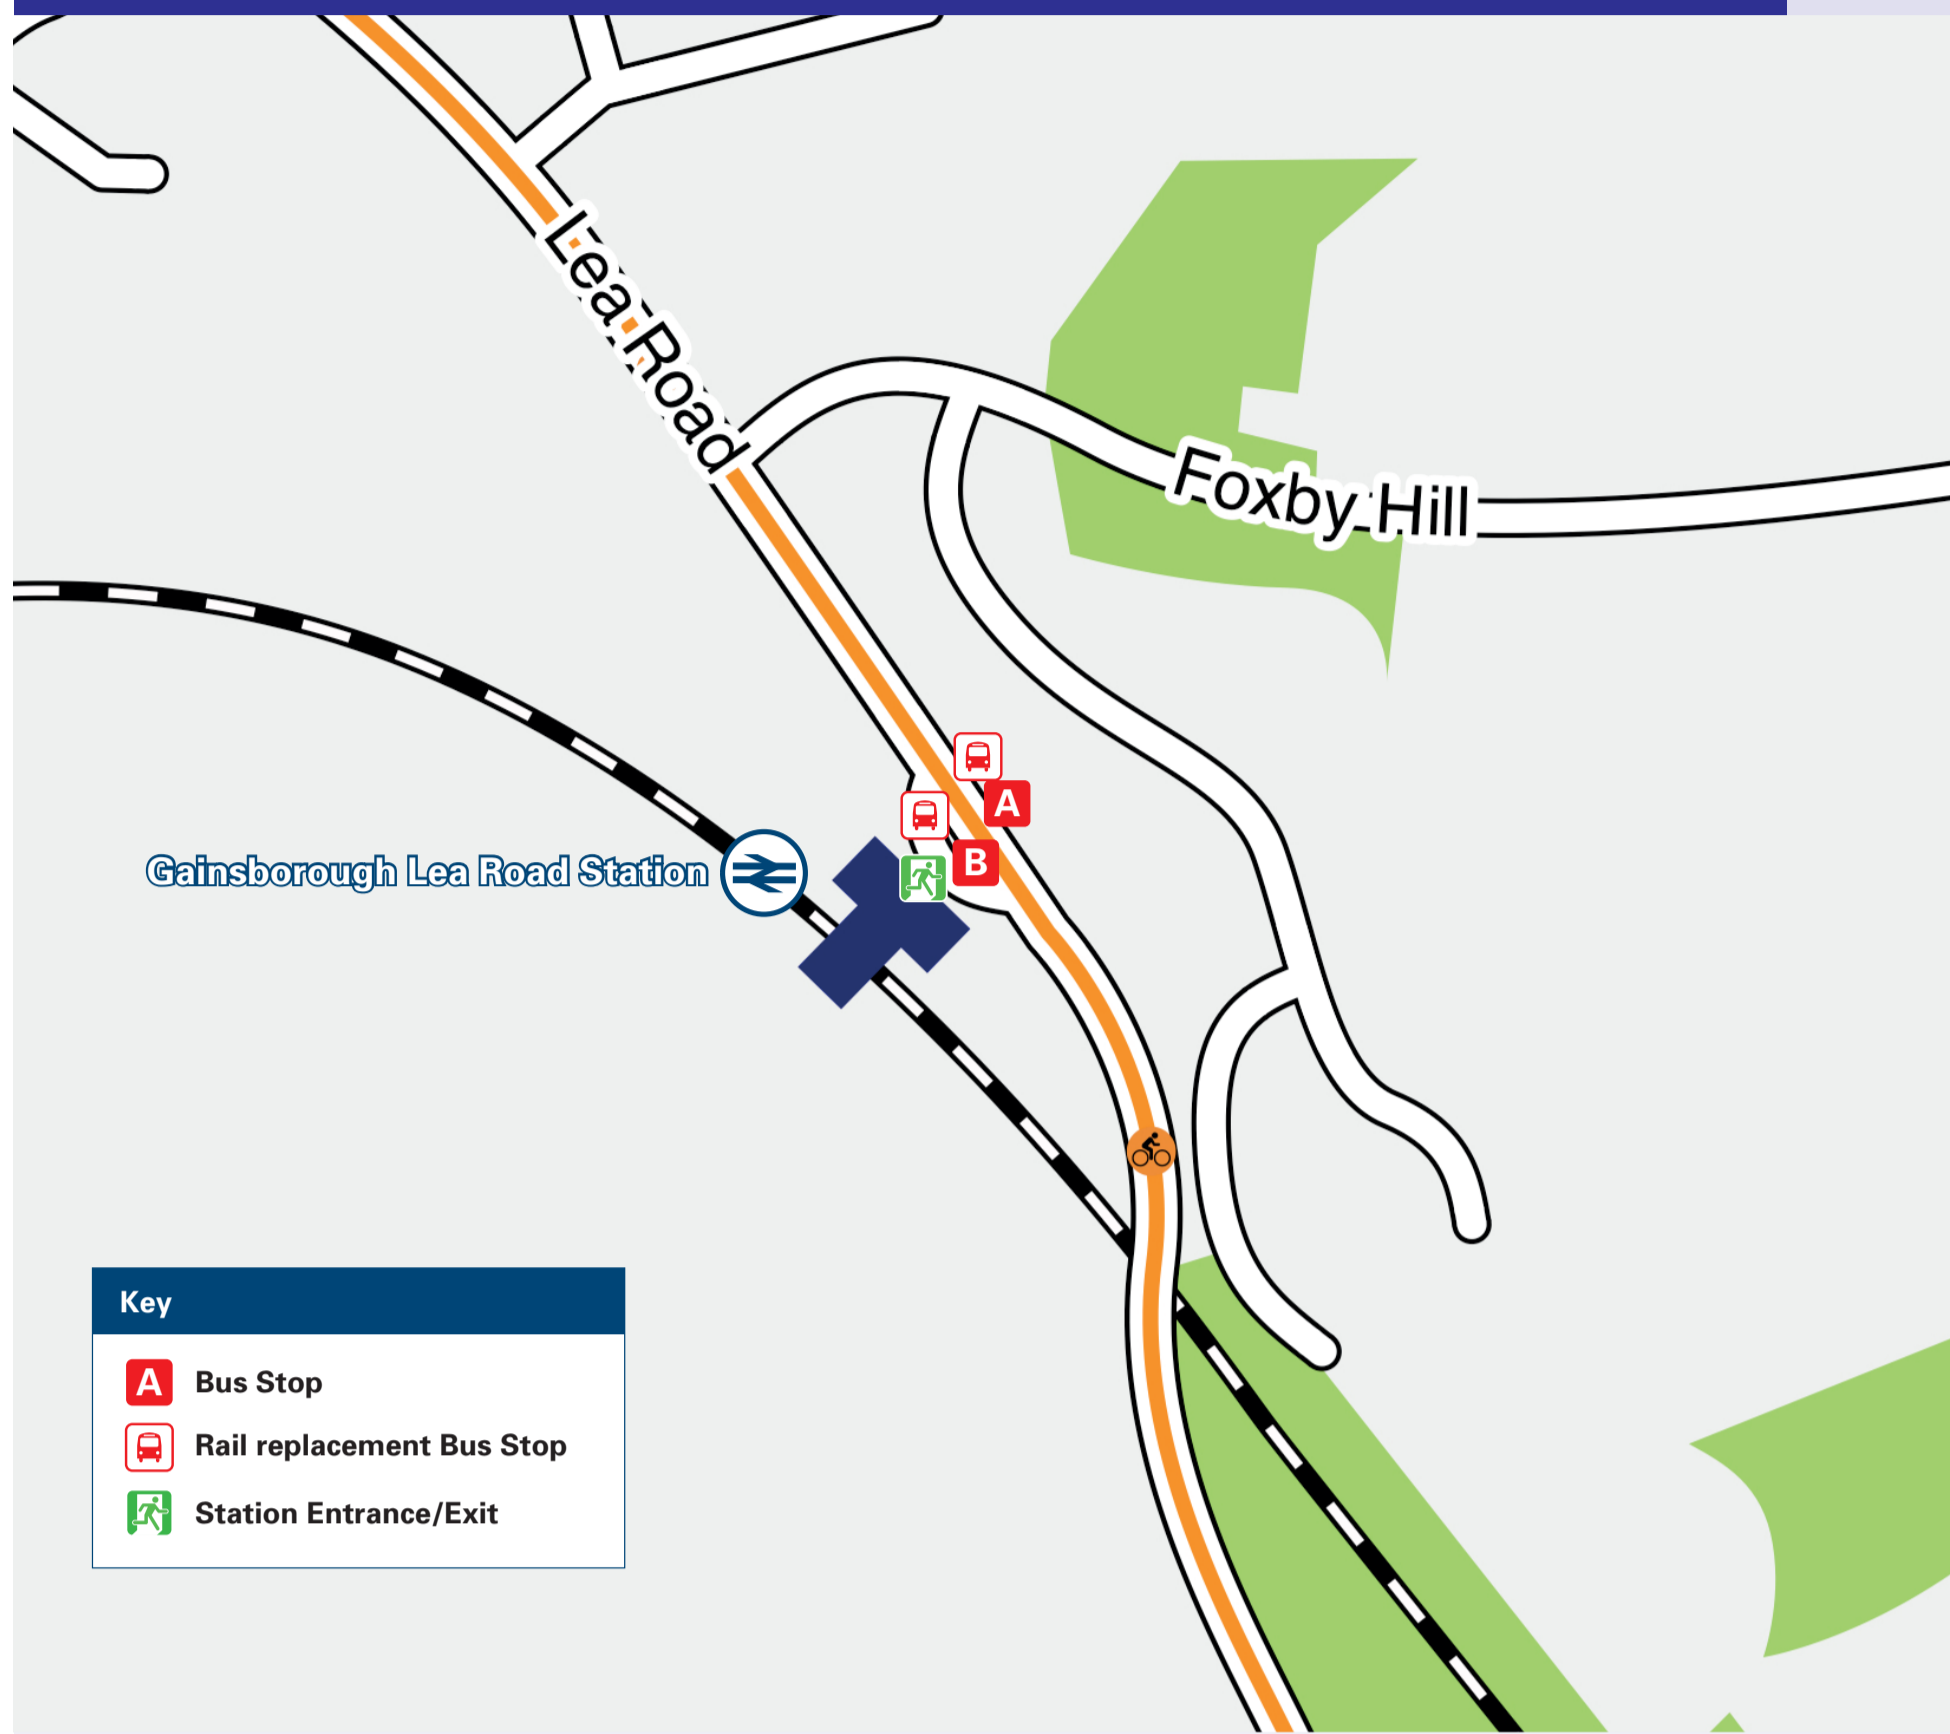 Lea Road
Foxby Hill
A
B
Gainsborough Lea Road Station
Key
A Bus Stop
Rail replacement Bus Stop
Station Entrance/Exit